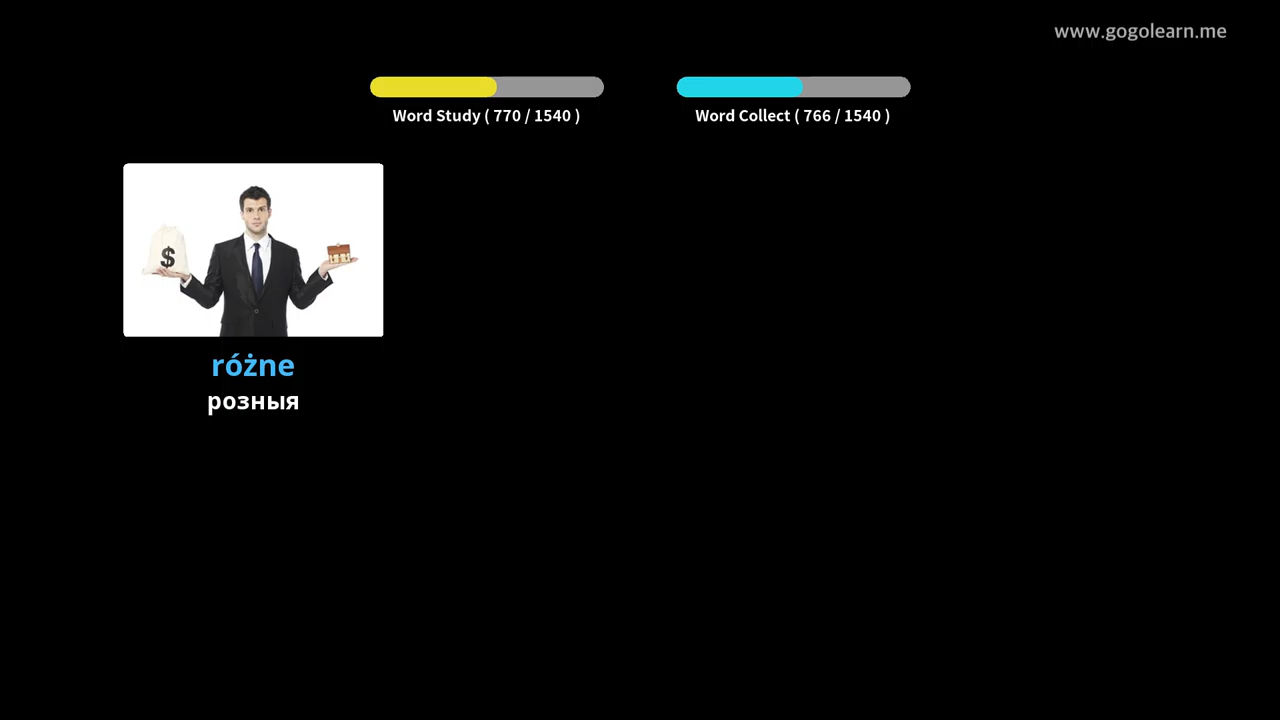 www.gogolearn.me
Word Study ( 770 / 1540 )
Word Collect ( 766 / 1540 )
$
różne
розныя